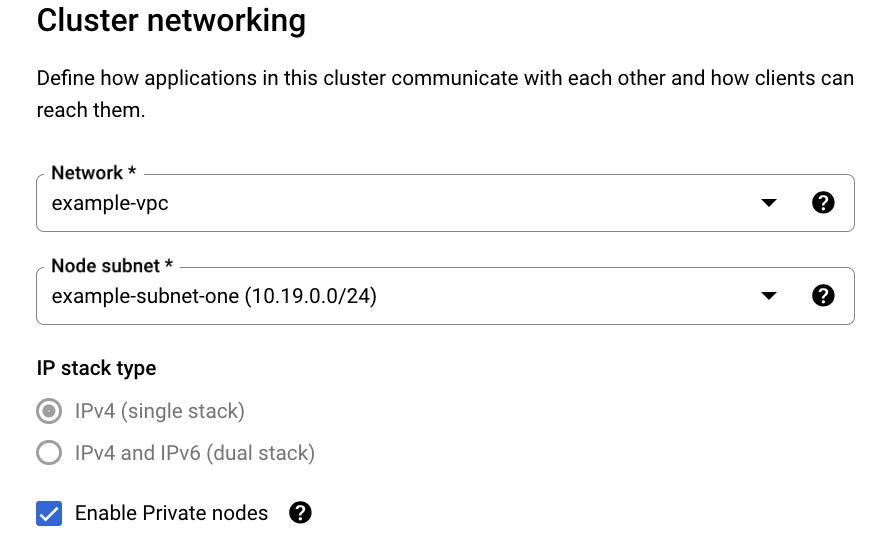 Cluster networking
Define how applications in this cluster communicate with each other and how clients can
reach them.
Network *
example-vpc
Node subnet *
example-subnet-one (10.19.0.0/24)
IP stack type
IPv4 (single stack)
IPv4 and IPv6 (dual stack)
Enable Private nodes